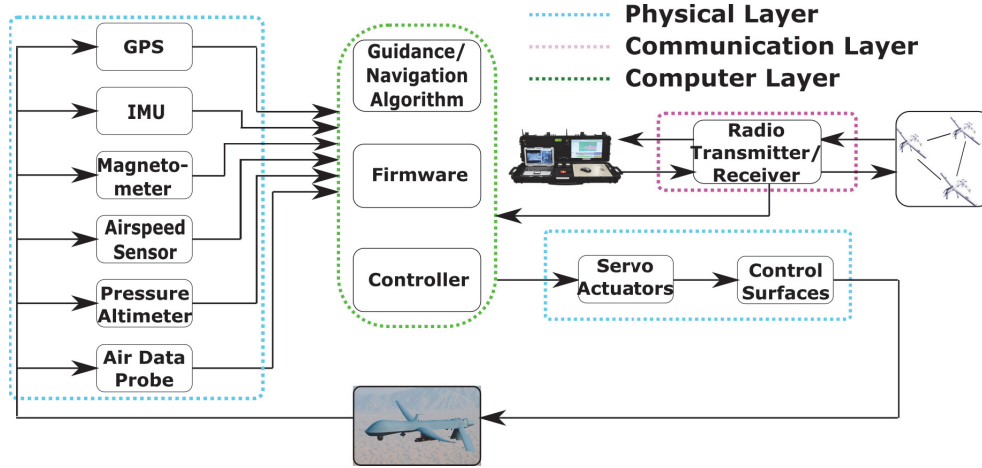 GPS
IMU
Magneto-
meter
Airspeed
Sensor
Pressure
Altimeter
Air Data
Probe
Guidance/
Navigation
Algorithm
Firmware
Controller
Physical Layer
Communication Layer
Computer Layer
Radio
Transmitter/
Receiver
Servo
Actuators
Control
Surfaces